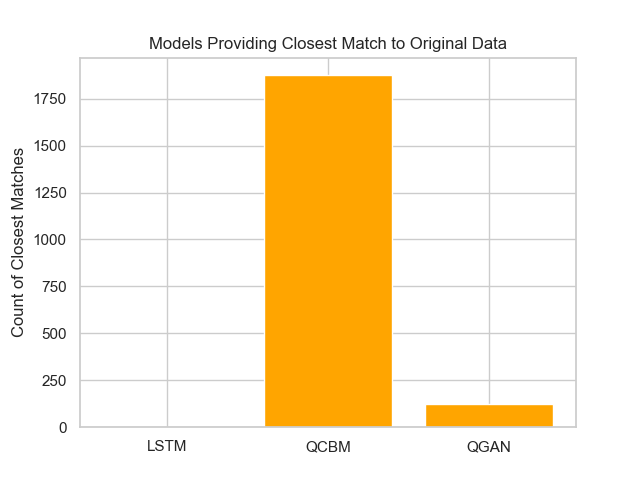 Models Providing Closest Match to Original Data
Count of Closest Matches
1750
1500
1250
1000
750
500
250
0
LSTM
QCBM
QGAN